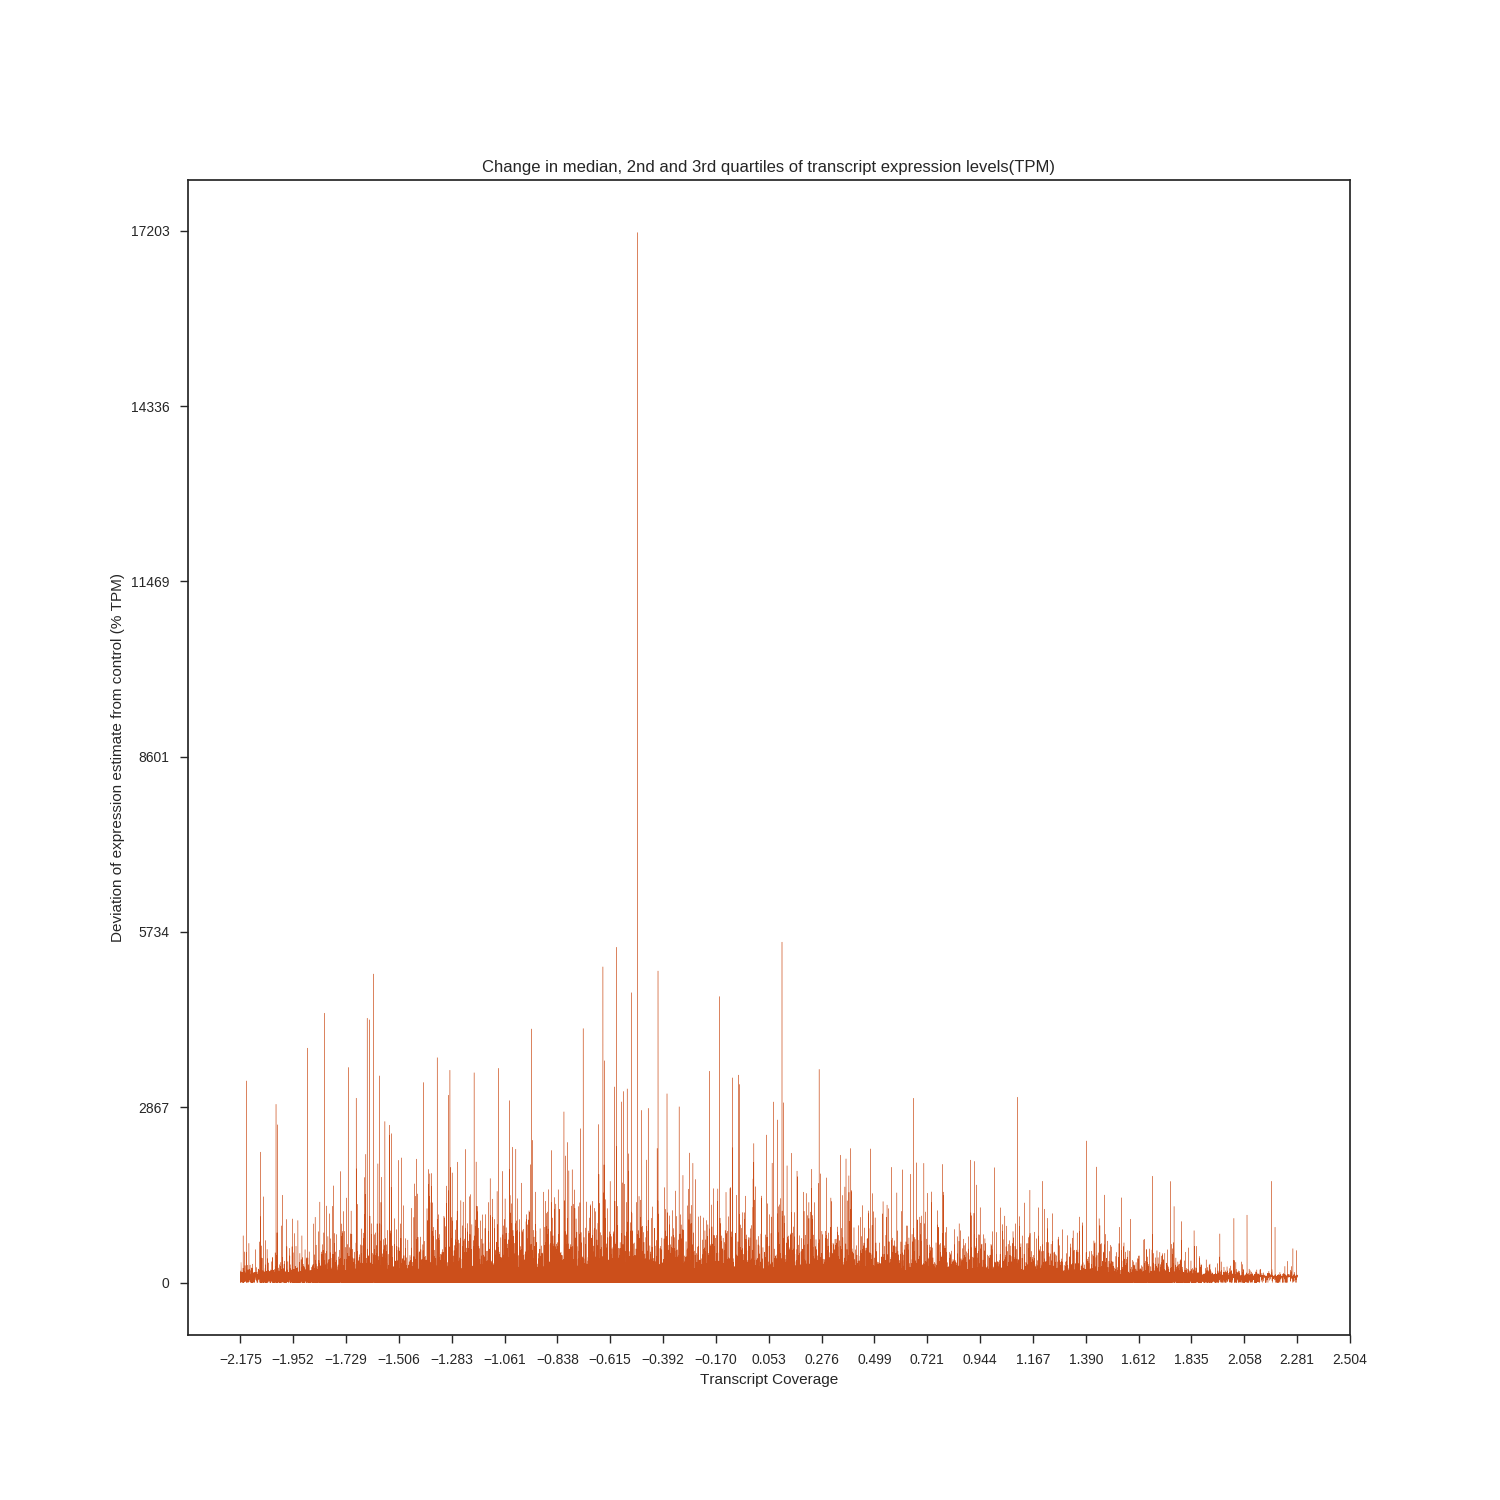 Change in median, 2nd and 3rd quartiles of transcript expression levels(TPM)
17203
14336
11469
8601
5734
2867
0
Deviation of expression estimate from control (% TPM)
−2.175 −1.952 −1.729 −1.506 −1.283 −1.061 −0.838 −0.615 −0.392 −0.170 0.053 0.276 0.499 0.721 0.944 1.167 1.390 1.612 1.835 2.058 2.281 2.504
Transcript Coverage